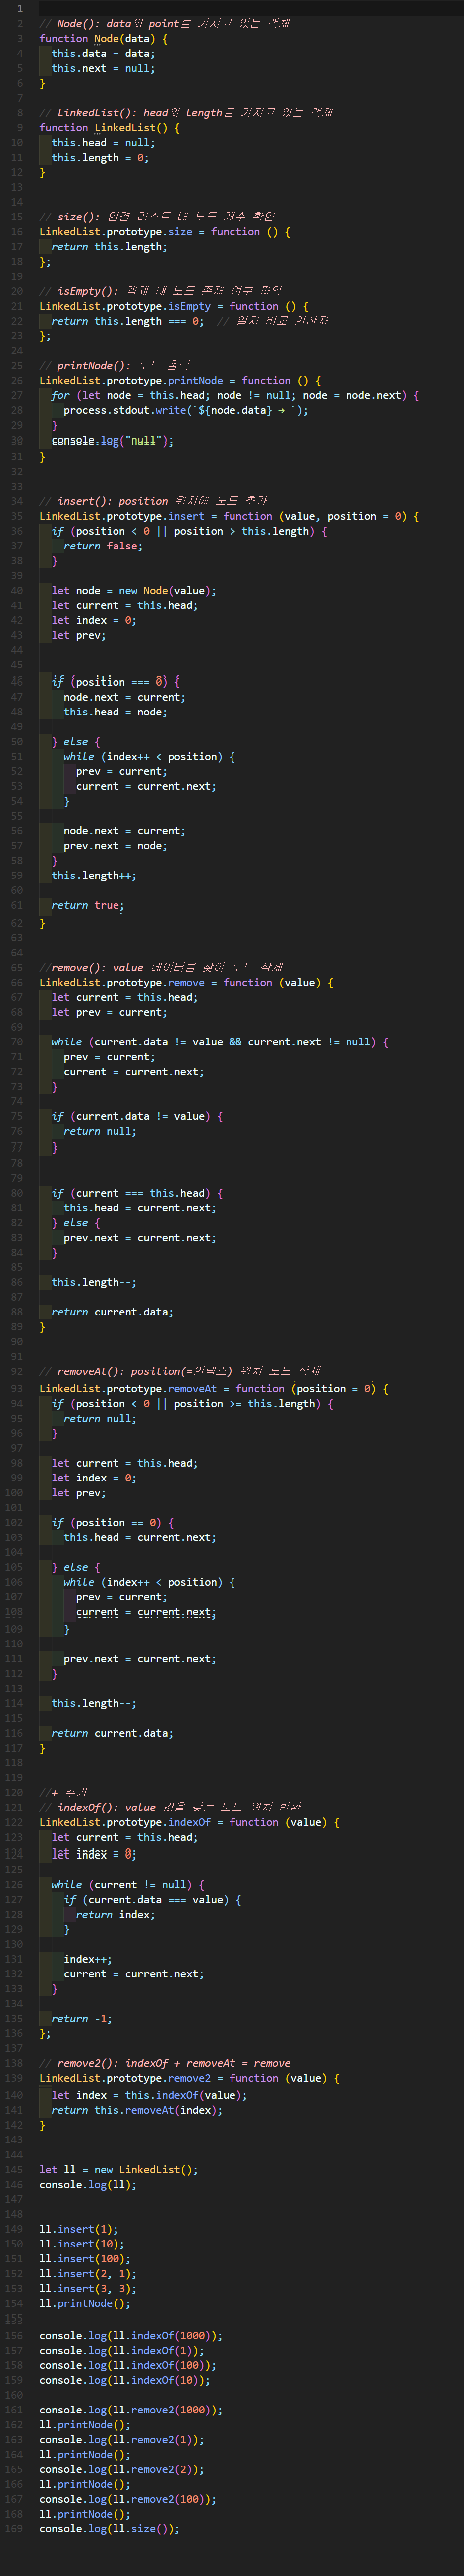 1
2 // Node(): data와 point를 가지고 있는 객체
3 function Node(data) {
4 this.data = data;
5 this.next = null;
6 }
7
8 // LinkedList(): head와 length를 가지고 있는 객체
9 function LinkedList() {
10 this.head = null;
11 this.length = 0;
12 }
13
14
15 // size(): 연결 리스트 내 노드 개수 확인
16 LinkedList.prototype.size = function () {
17 return this.length;
18 };
19
20 // isEmpty(): 객체 내 노드 존재 여부 파악
21 LinkedList.prototype.isEmpty = function () {
22 return this.length === 0; // 일치 비교 연산자
23 };
24
25 // printNode(): 노드 출력
26 LinkedList.prototype.printNode = function () {
27 for (let node = this.head; node != null; node = node.next) {
28 process.stdout.write(`${node.data} → `);
29 }
30 console.log("null");
31 }
32
33
34 // insert(): position 위치에 노드 추가
35 LinkedList.prototype.insert = function (value, position = 0) {
36 if (position < 0 || position > this.length) {
37 return false;
38 }
39
40 let node = new Node(value);
41 let current = this.head;
42 let index = 0;
43 let prev;
44
45
46 if (position === 0) {
47 node.next = current;
48 this.head = node;
49
50 } else {
51 while (index++ < position) {
52 prev = current;
53 current = current.next;
54 }
55
56 node.next = current;
57 prev.next = node;
58 }
59 this.length++;
60
61 return true;
62 }
63
64
65 //remove(): value 데이터를 찾아 노드 삭제
66 LinkedList.prototype.remove = function (value) {
67 let current = this.head;
68 let prev = current;
69
70 while (current.data != value && current.next != null) {
71 prev = current;
72 current = current.next;
73 }
74
75 if (current.data != value) {
76 return null;
77 }
78
79
80 if (current === this.head) {
81 this.head = current.next;
82 } else {
83 prev.next = current.next;
84 }
85
86 this.length--;
87
88 return current.data;
89 }
90
91
92 // removeAt(): position(=인덱스) 위치 노드 삭제
93 LinkedList.prototype.removeAt = function (position = 0) {
94 if (position < 0 || position >= this.length) {
95 return null;
96 }
97
98 let current = this.head;
99 let index = 0;
100 let prev;
101
102 if (position == 0) {
103 this.head = current.next;
104
105 } else {
106 while (index++ < position) {
107 prev = current;
108 current = current.next;
109 }
110
111 prev.next = current.next;
112 }
113
114 this.length--;
115
116 return current.data;
117 }
118
119
120 //+ 추가
121 // indexOf(): value 값을 갖는 노드 위치 반환
122 LinkedList.prototype.indexOf = function (value) {
123 let current = this.head;
124 let index = 0;
125
126 while (current != null) {
127 if (current.data === value) {
128 return index;
129 }
130
131 index++;
132 current = current.next;
133 }
134
135 return -1;
136 };
137
138 // remove2(): indexOf + removeAt = remove
139 LinkedList.prototype.remove2 = function (value) {
140 let index = this.indexOf(value);
141 return this.removeAt(index);
142 }
143
144
145 let ll = new LinkedList();
146 console.log(ll);
147
148
149 ll.insert(1);
150 ll.insert(10);
151 ll.insert(100);
152 ll.insert(2, 1);
153 ll.insert(3, 3);
154 ll.printNode();
155
156 console.log(ll.indexOf(1000));
157 console.log(ll.indexOf(1));
158 console.log(ll.indexOf(100));
159 console.log(ll.indexOf(10));
160
161 console.log(ll.remove2(1000));
162 ll.printNode();
163 console.log(ll.remove2(1));
164 ll.printNode();
165 console.log(ll.remove2(2));
166 ll.printNode();
167 console.log(ll.remove2(100));
168 ll.printNode();
169 console.log(ll.size());